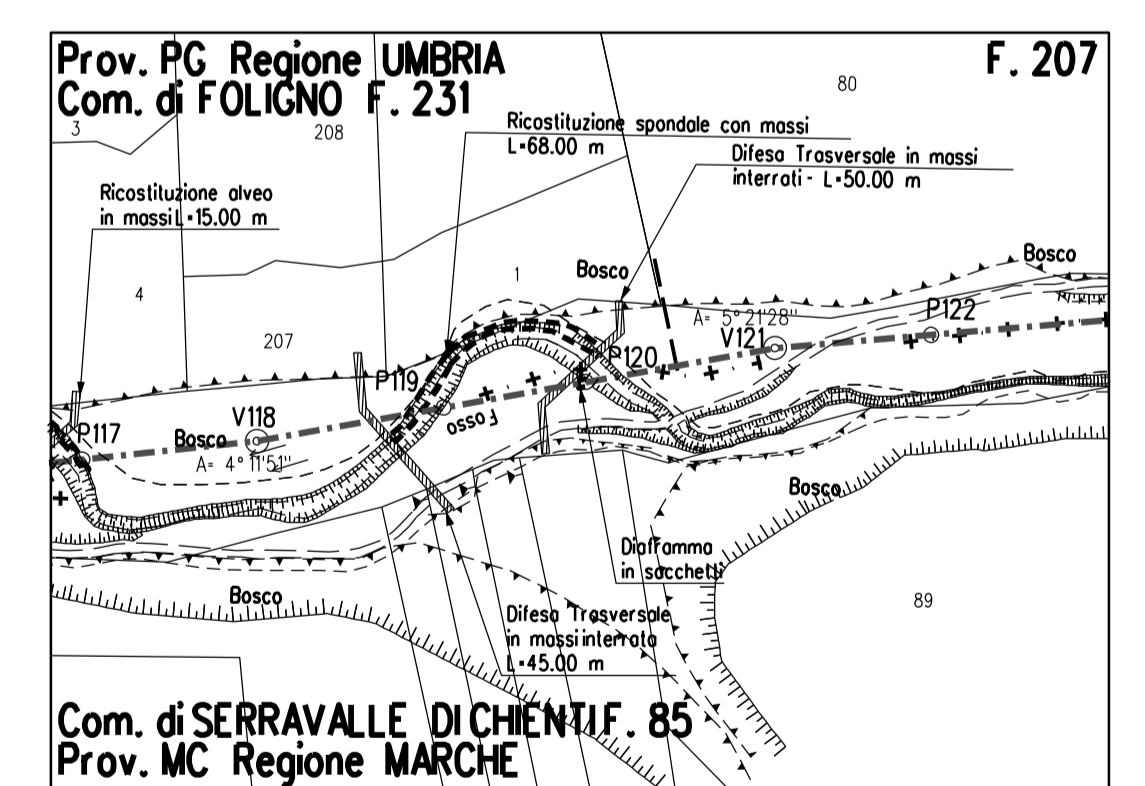 Prov. PG Regione UMBRIA
F. 207
Com. di FOLIGNO F. 231
80
3
208
Ricostituzione spondale con massi
L=68.00 m
Difesa Trasversale in massi
interrati - L=50.00 m
Ricostituzione alveo
in massi L=15.00 m
Bosco
Bosco
1
4
A= 5°21'28"
P122
V121
207
P120
P119
V118
Fosso
P117
Bosco
A= 4°11'51"
Bosco
Diaframma
in sacchetti
Bosco
89
Difesa Trasversale
in massi interrata
L=45.00 m
Com. di SERRAVALLE DI CHIENTI F. 85
Prov. MC Regione MARCHE